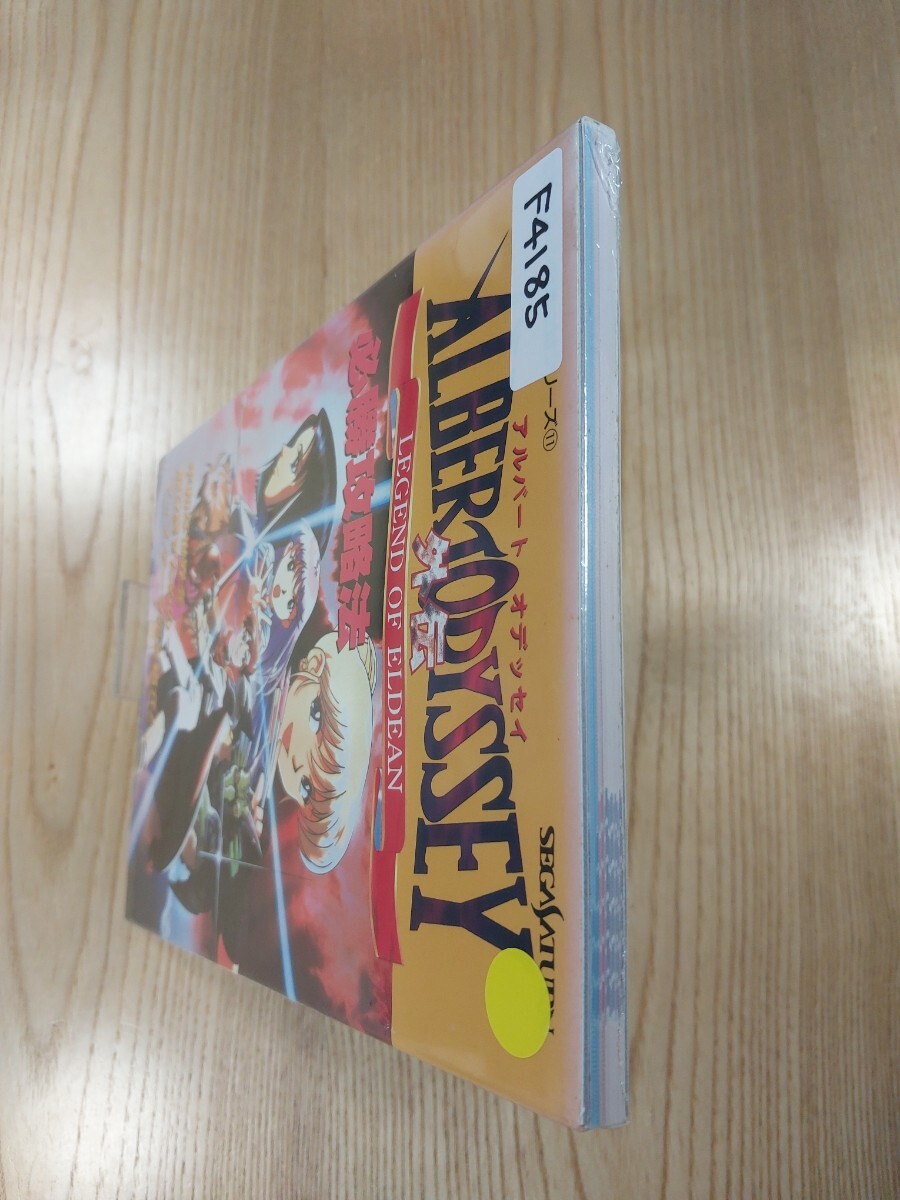 F4185
リーズ⑪
アルバート オデッセイ
ALBERT ODYSSEY
外伝
LEGEND OF ELDEAN
必勝攻略法
SEGA SATURN